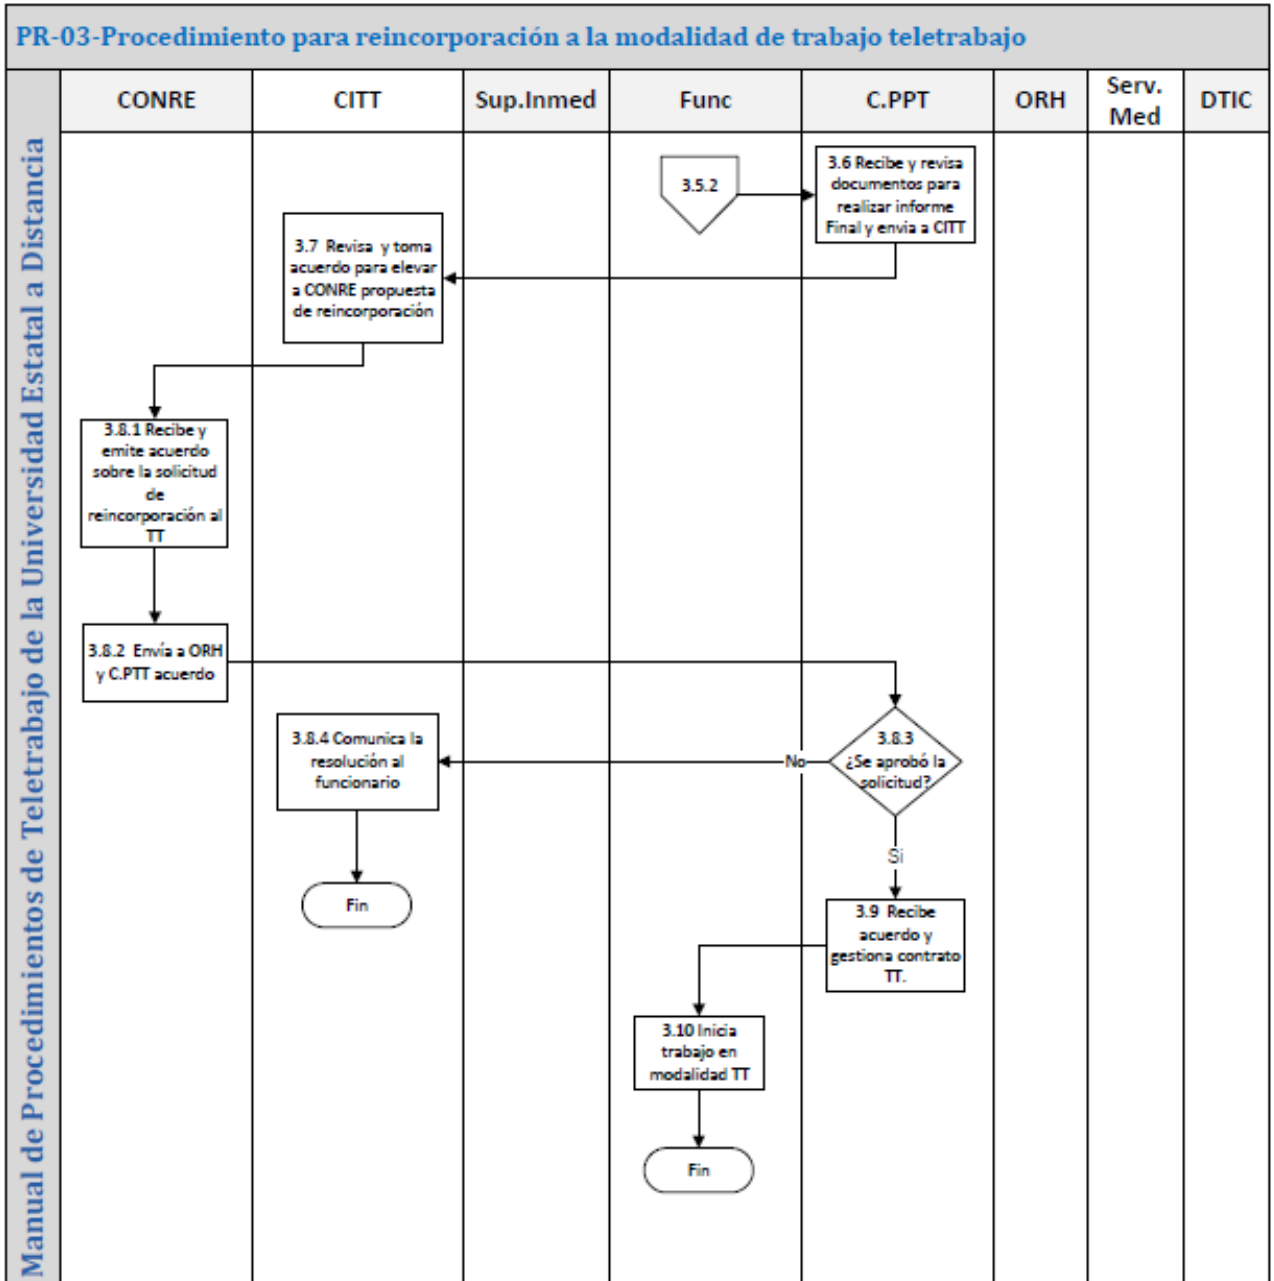 PR-03-Procedimiento para reincorporación a la modalidad de trabajo teletrabajo
Manual de Procedimientos de Teletrabajo de la Universidad Estatal a Distancia
CONRE
CITT
Sup.Inmed
Func
C.PPT
ORH
Serv.
Med
DTIC
3.5.2
3.6 Recibe y revisa
documentos para
realizar informe
Final y envia a CITT
3.7 Revisa y toma
acuerdo para elevar
a CONRE propuesta
de reincorporación
3.8.1 Recibe y
emite acuerdo
sobre la solicitud
de
reincorporación al
TT
3.8.2 Envía a ORH
y C.PTT acuerdo
3.8.3
¿Se aprobó la
solicitud?
No
3.8.4 Comunica la
resolución al
funcionario
Fin
Si
3.9 Recibe
acuerdo y
gestiona contrato
TT.
3.10 Inicia
trabajo en
modalidad TT
Fin